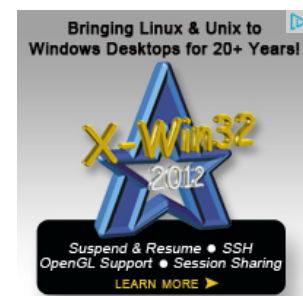 Bringing Linux & Unix to
Windows Desktops for 20+ Years!
X-Win32
2012
Suspend & Resume ● SSH
OpenGL Support ● Session Sharing
LEARN MORE ➤